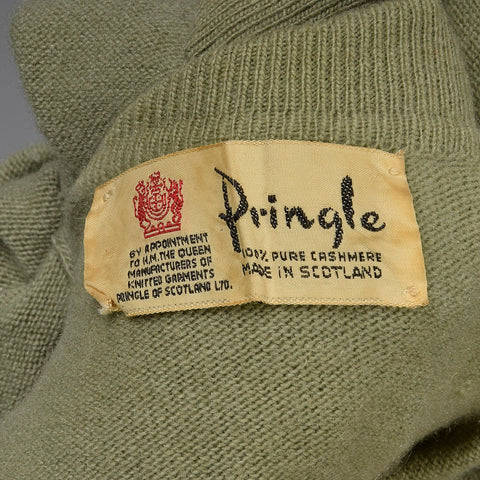 Pringle
100% PURE CASHMERE
MADE IN SCOTLAND
BY APPOINTMENT
TO H.M. THE QUEEN
MANUFACTURERS OF
KNITTED GARMENTS
PRINGLE OF SCOTLAND LTD.